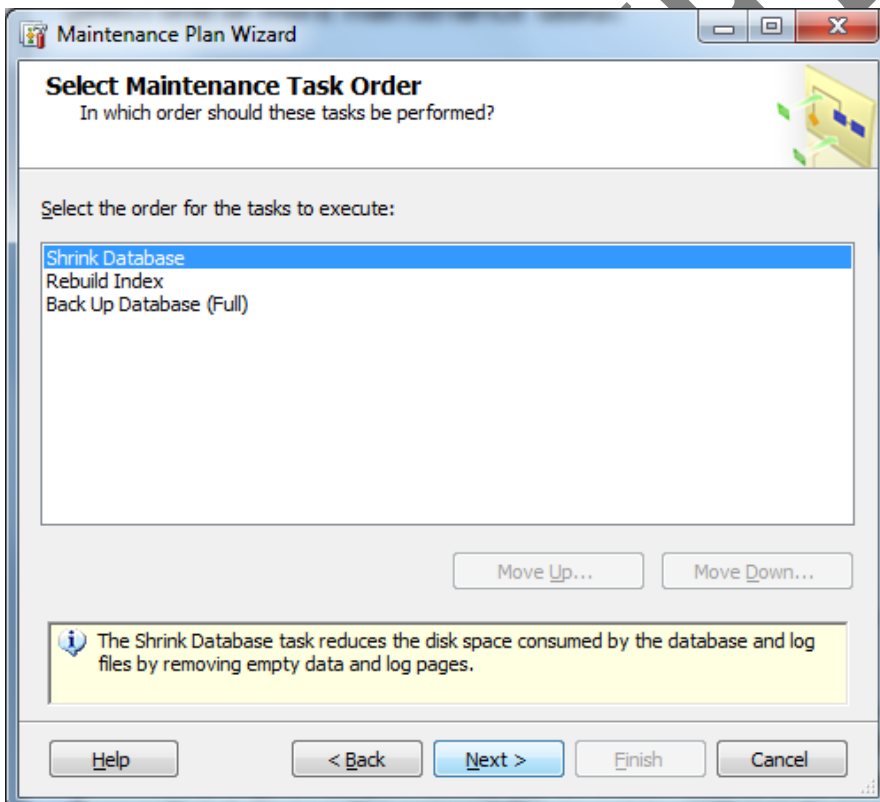 Maintenance Plan Wizard
Select Maintenance Task Order
In which order should these tasks be performed?
Select the order for the tasks to execute:
Shrink Database
Rebuild Index
Back Up Database (Full)
Move Up... Move Down...
The Shrink Database task reduces the disk space consumed by the database and log
files by removing empty data and log pages.
Help < Back Next > Finish Cancel